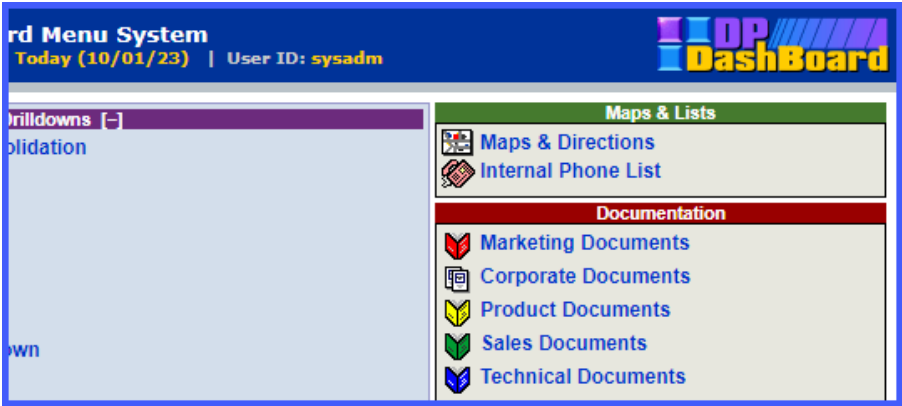 rd Menu System
Today (10/01/23) | User ID: sysadm
DP
DashBoard
Drilldowns [–]
olidation
own
Maps & Lists
Maps & Directions
Internal Phone List
Documentation
Marketing Documents
Corporate Documents
Product Documents
Sales Documents
Technical Documents